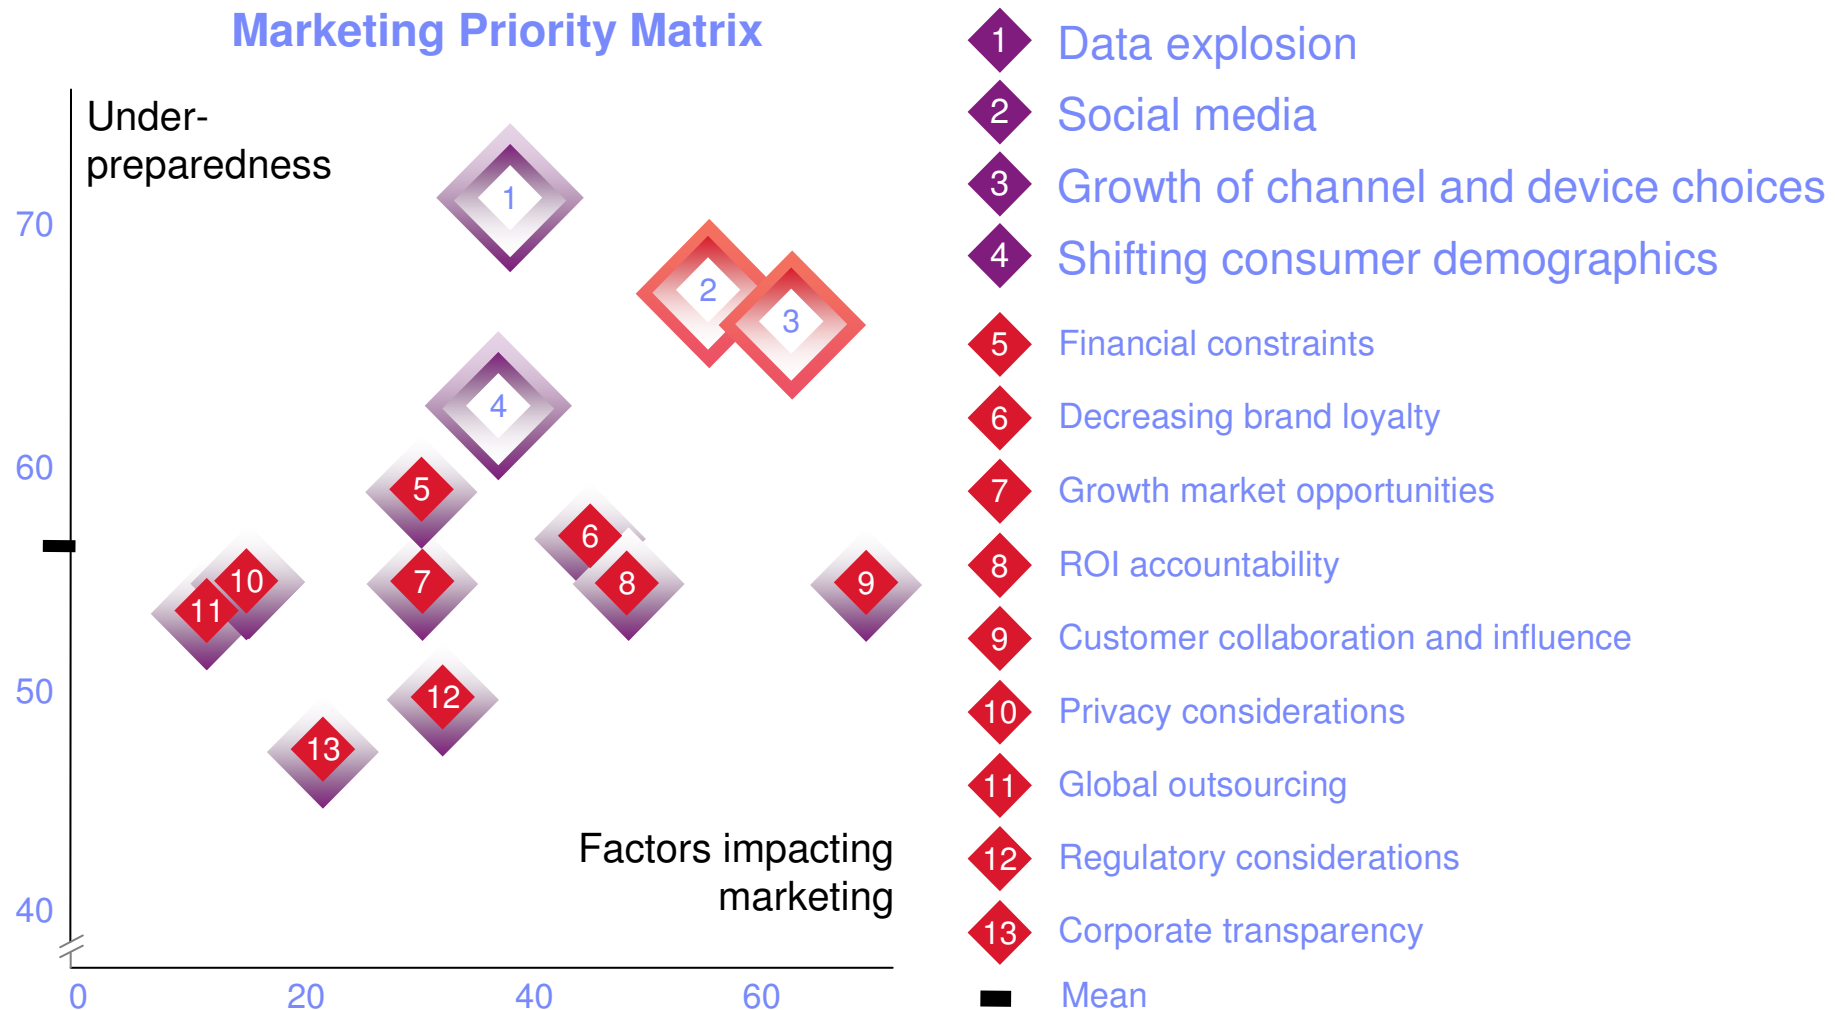 Marketing Priority Matrix
Under-
preparedness
70
60
50
40
0
20
40
60
Factors impacting
marketing
1
2
3
4
5
6
7
8
9
10
11
12
13
1 Data explosion
2 Social media
3 Growth of channel and device choices
4 Shifting consumer demographics
5 Financial constraints
6 Decreasing brand loyalty
7 Growth market opportunities
8 ROI accountability
9 Customer collaboration and influence
10 Privacy considerations
11 Global outsourcing
12 Regulatory considerations
13 Corporate transparency
Mean